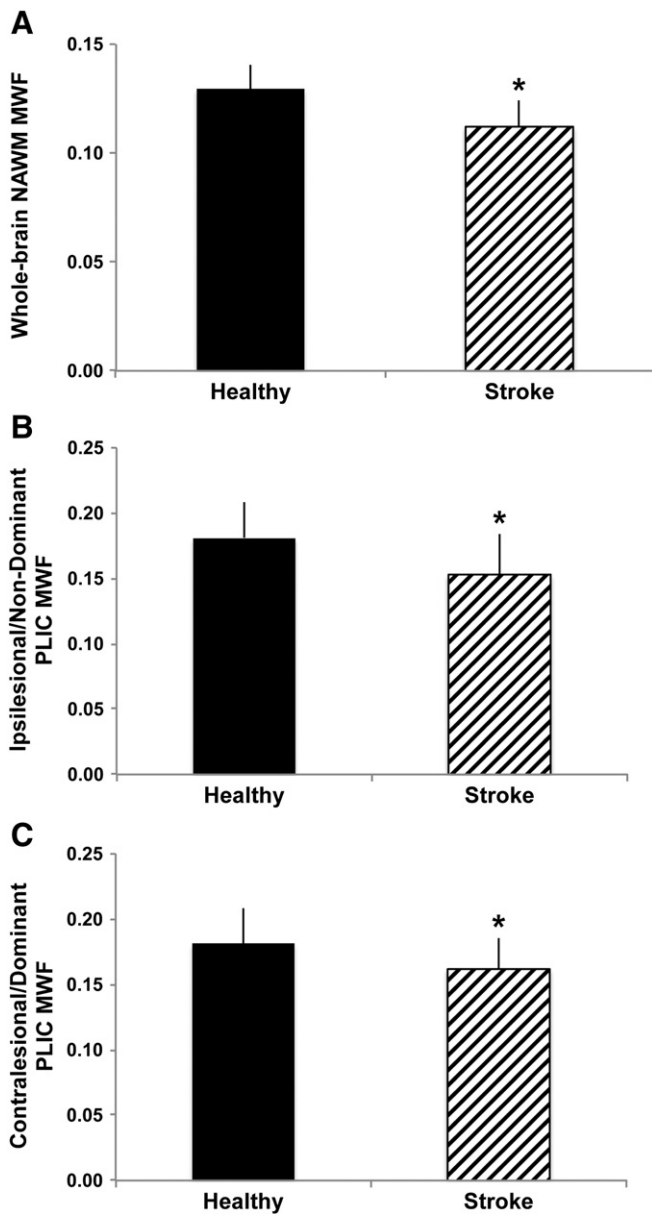 A
Whole-brain NAWM MWF
0.15
*
0.10
0.05
0.00
Healthy Stroke
B
Ipsilesional/Non-Dominant
PLIC MWF
0.25
0.20
*
0.15
0.10
0.05
0.00
Healthy Stroke
C
Contralesional/Dominant
PLIC MWF
0.25
0.20
*
0.15
0.10
0.05
0.00
Healthy Stroke